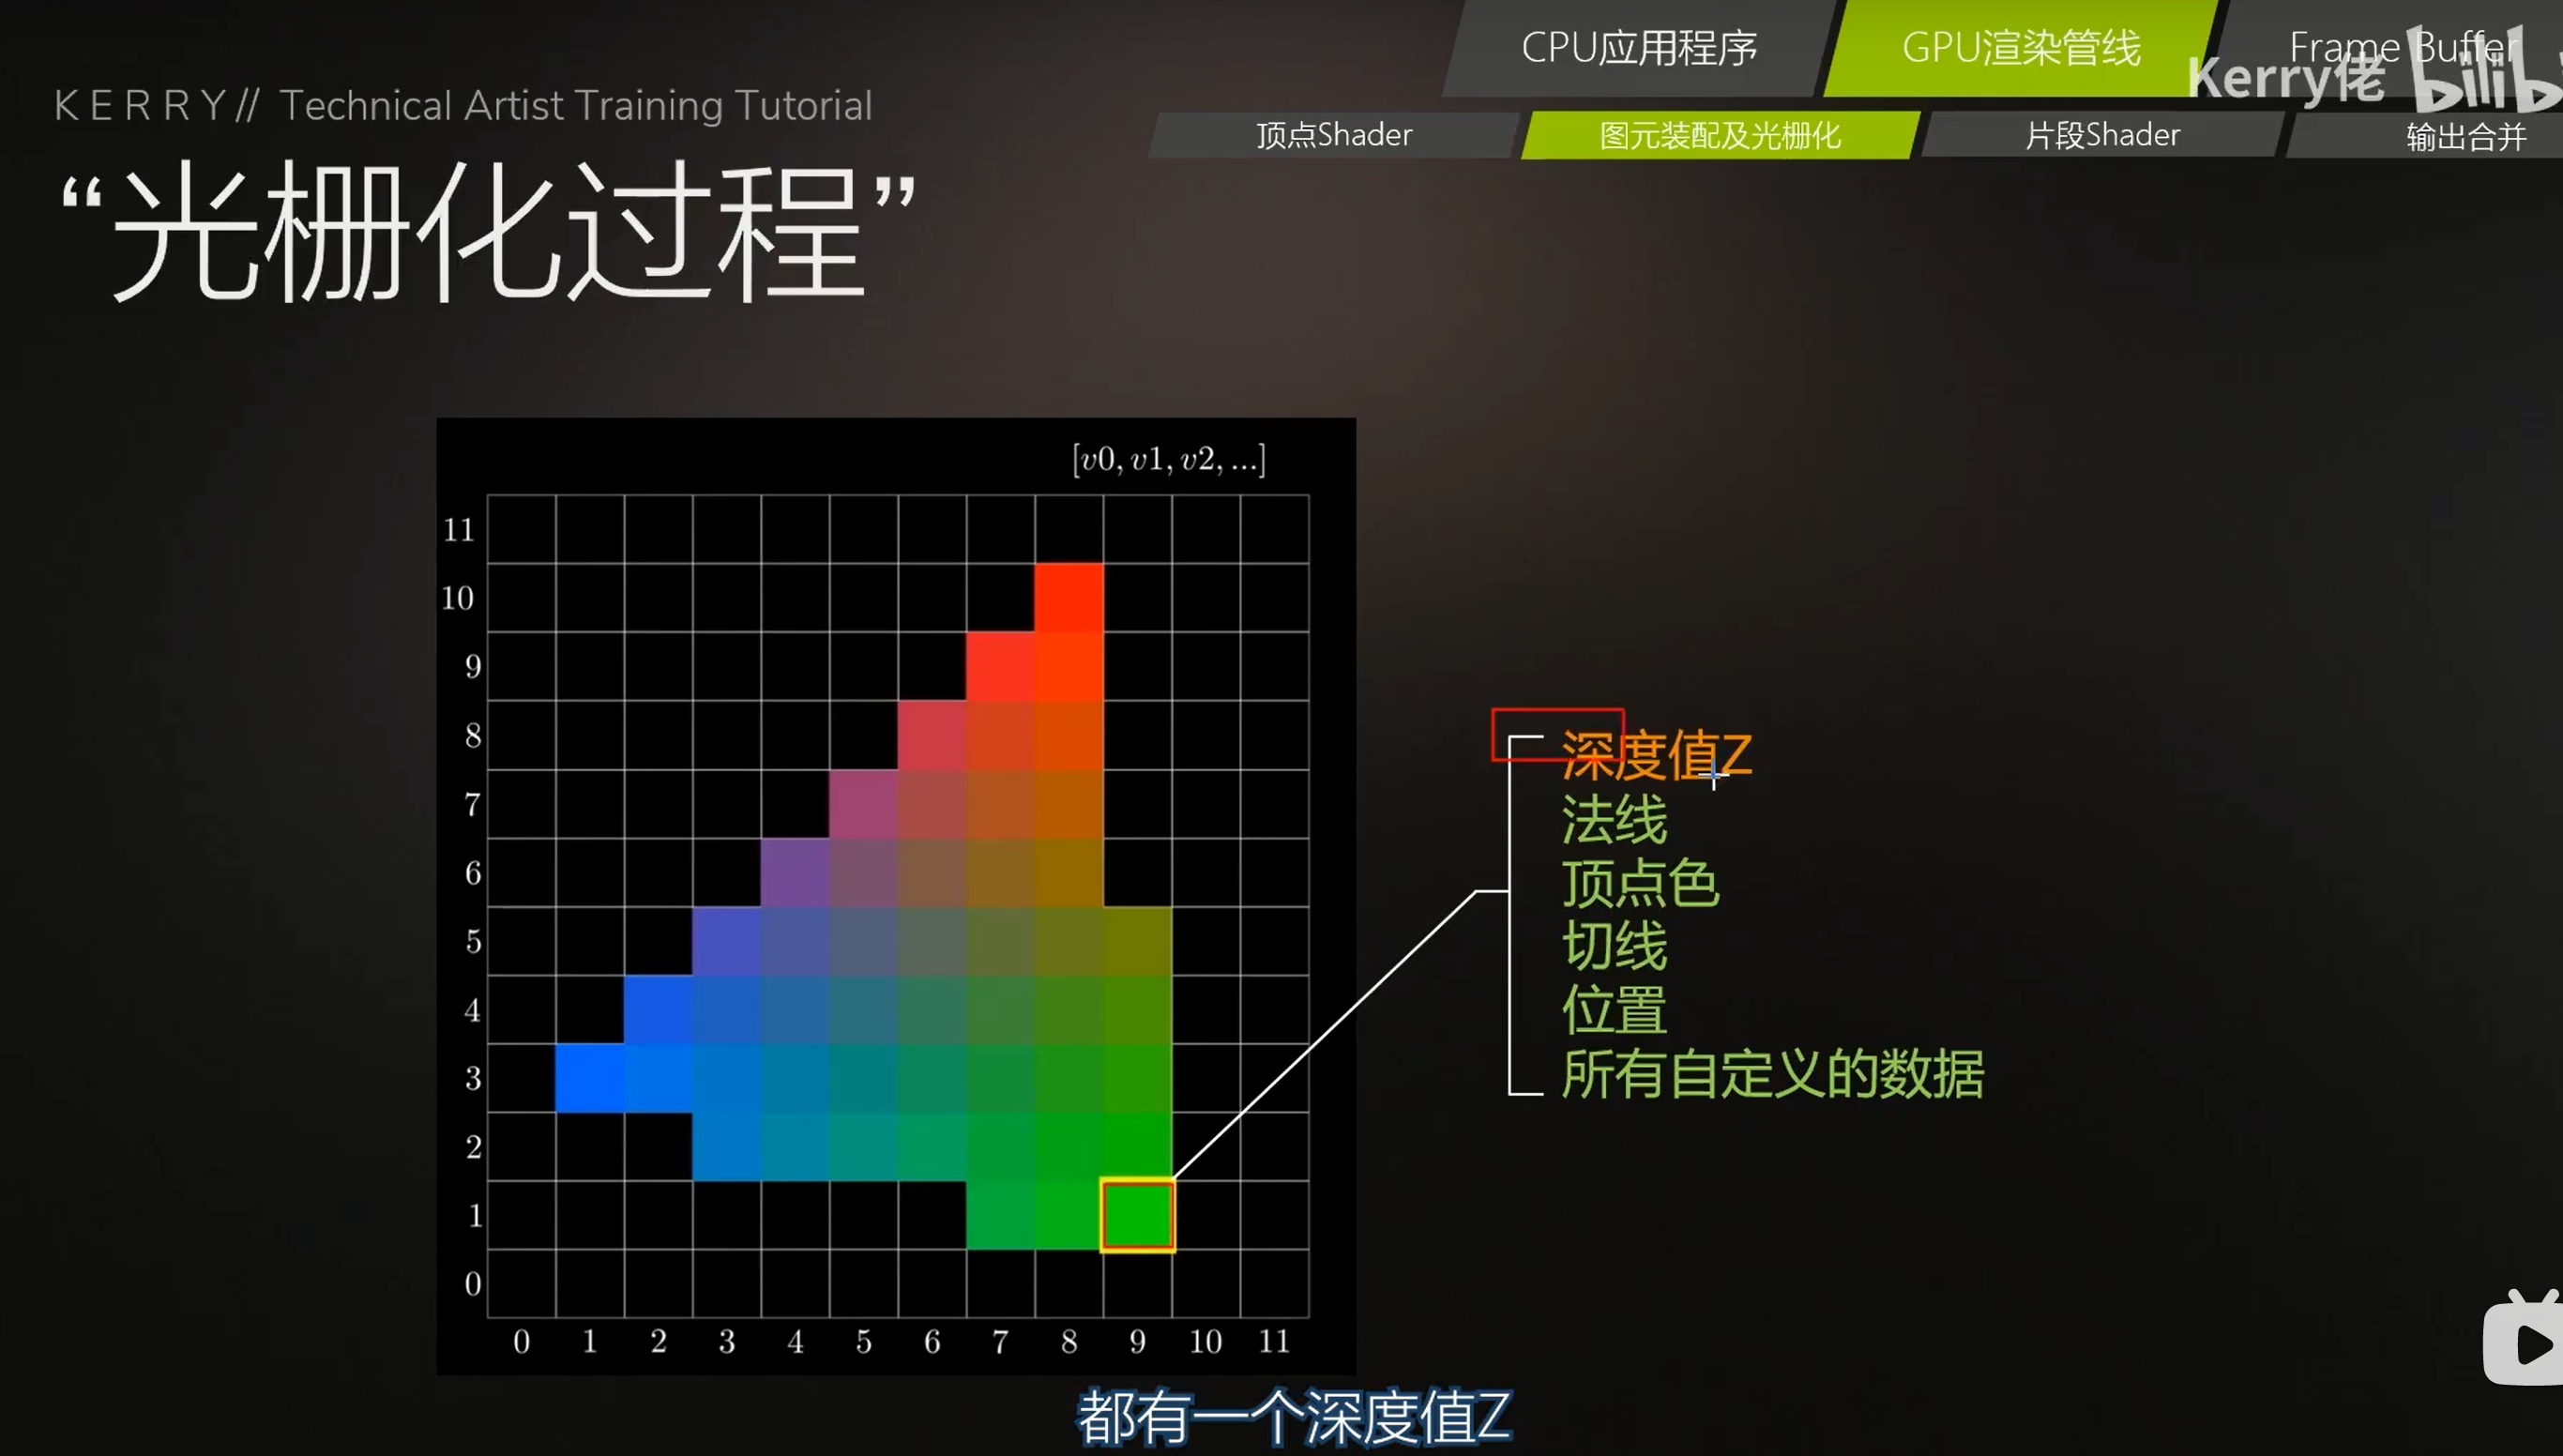 CPU应用程序
GPU渲染管线
Frame Buffer
Kerry佬
KERRY// Technical Artist Training Tutorial
顶点Shader
图元装配及光栅化
片段Shader
输出合并
“光栅化过程”
[v0, v1, v2, ...]
11
10
9
8
7
6
5
4
3
2
1
0
0 1 2 3 4 5 6 7 8 9 10 11
深度值Z
法线
顶点色
切线
位置
所有自定义的数据
都有一个深度值Z